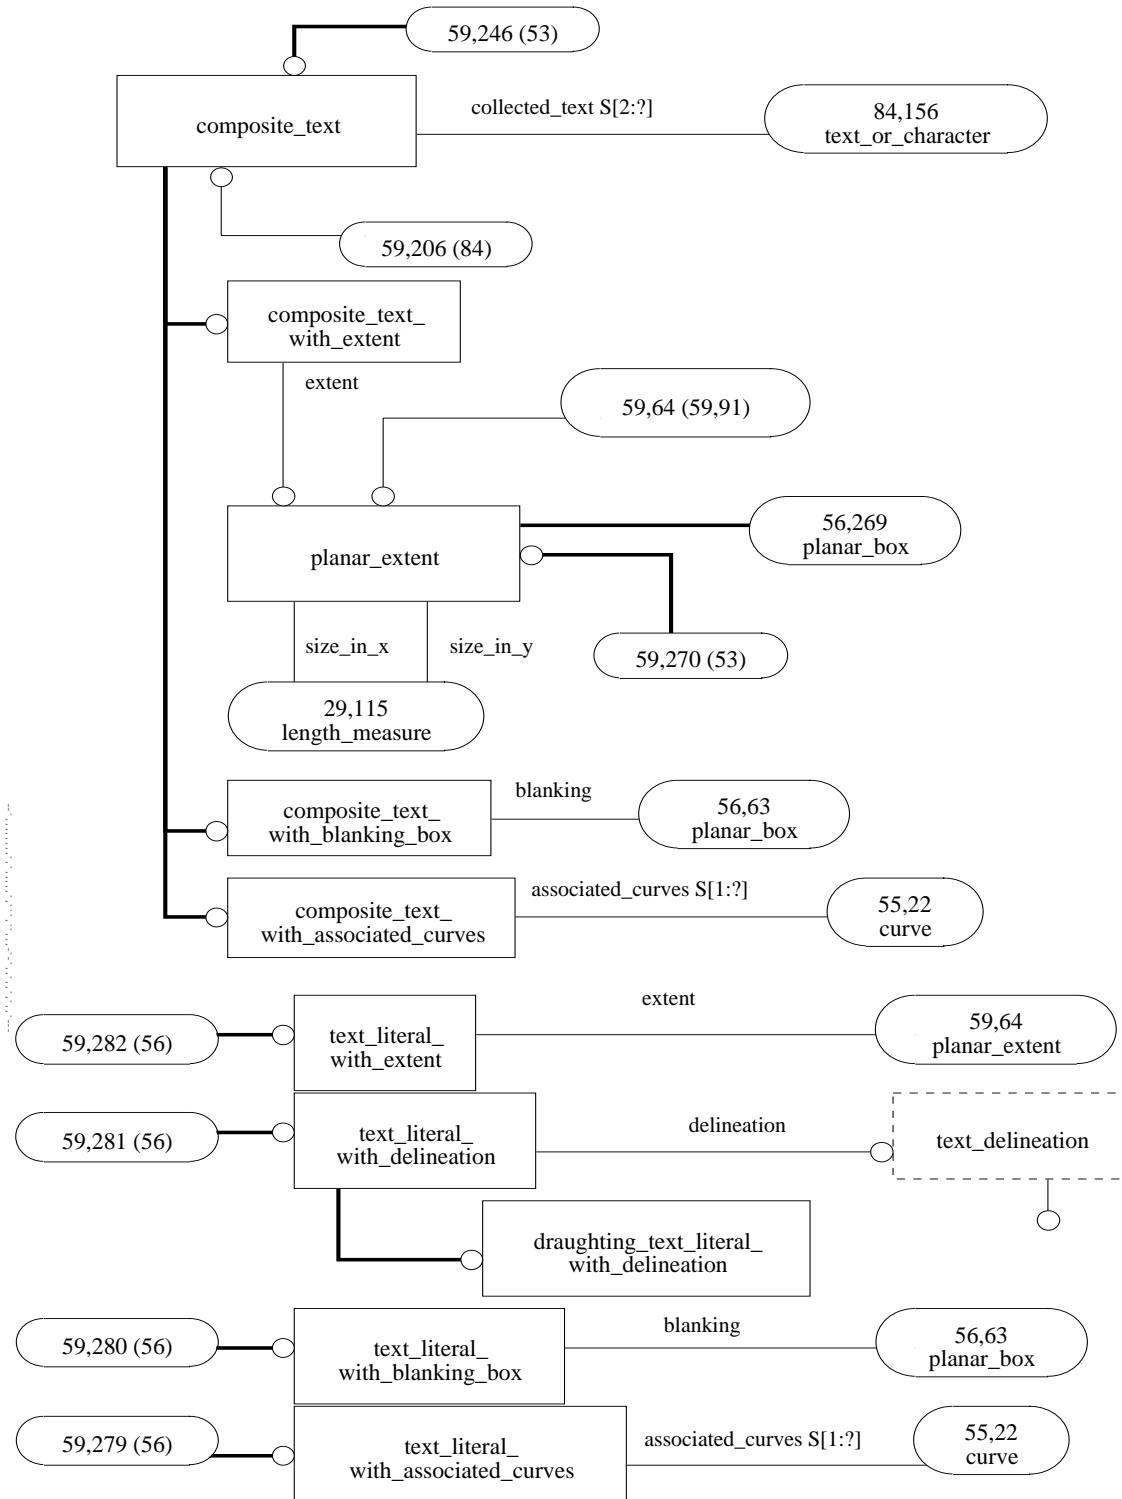 59,246 (53)
collected_text S[2:?]
84,156
text_or_character
composite_text
59,206 (84)
composite_text_
with_extent
extent
59,64 (59,91)
56,269
planar_box
planar_extent
size_in_x
size_in_y
59,270 (53)
29,115
length_measure
composite_text_
with_blanking_box
blanking
56,63
planar_box
composite_text_
with_associated_curves
associated_curves S[1:?]
55,22
curve
59,282 (56)
text_literal_
with_extent
extent
59,64
planar_extent
59,281 (56)
text_literal_
with_delineation
delineation
text_delineation
draughting_text_literal_
with_delineation
59,280 (56)
text_literal_
with_blanking_box
blanking
56,63
planar_box
59,279 (56)
text_literal_
with_associated_curves
associated_curves S[1:?]
55,22
curve